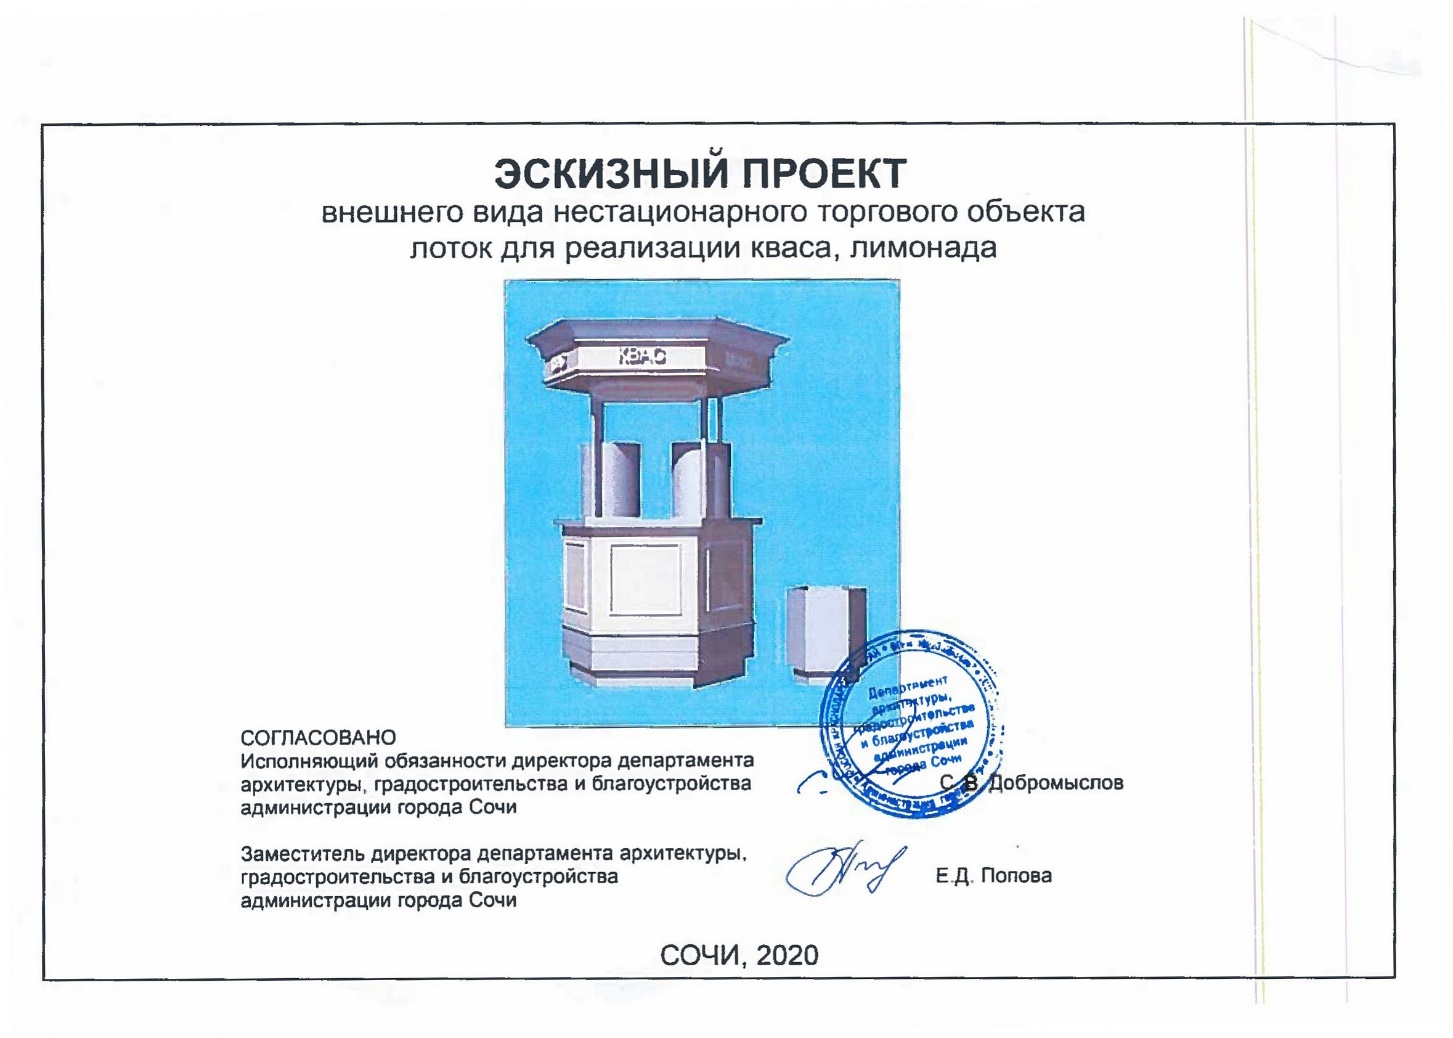 ЭСКИЗНЫЙ ПРОЕКТ
внешнего вида нестационарного торгового объекта
лоток для реализации кваса, лимонада
КВАС
СОГЛАСОВАНО
Исполняющий обязанности директора департамента
архитектуры, градостроительства и благоустройства
администрации города Сочи
Департамент
архитектуры,
градостроительства
и благоустройства
администрации
города Сочи
С. В. Добромыслов
Заместитель директора департамента архитектуры,
градостроительства и благоустройства
администрации города Сочи
Е.Д. Попова
СОЧИ, 2020